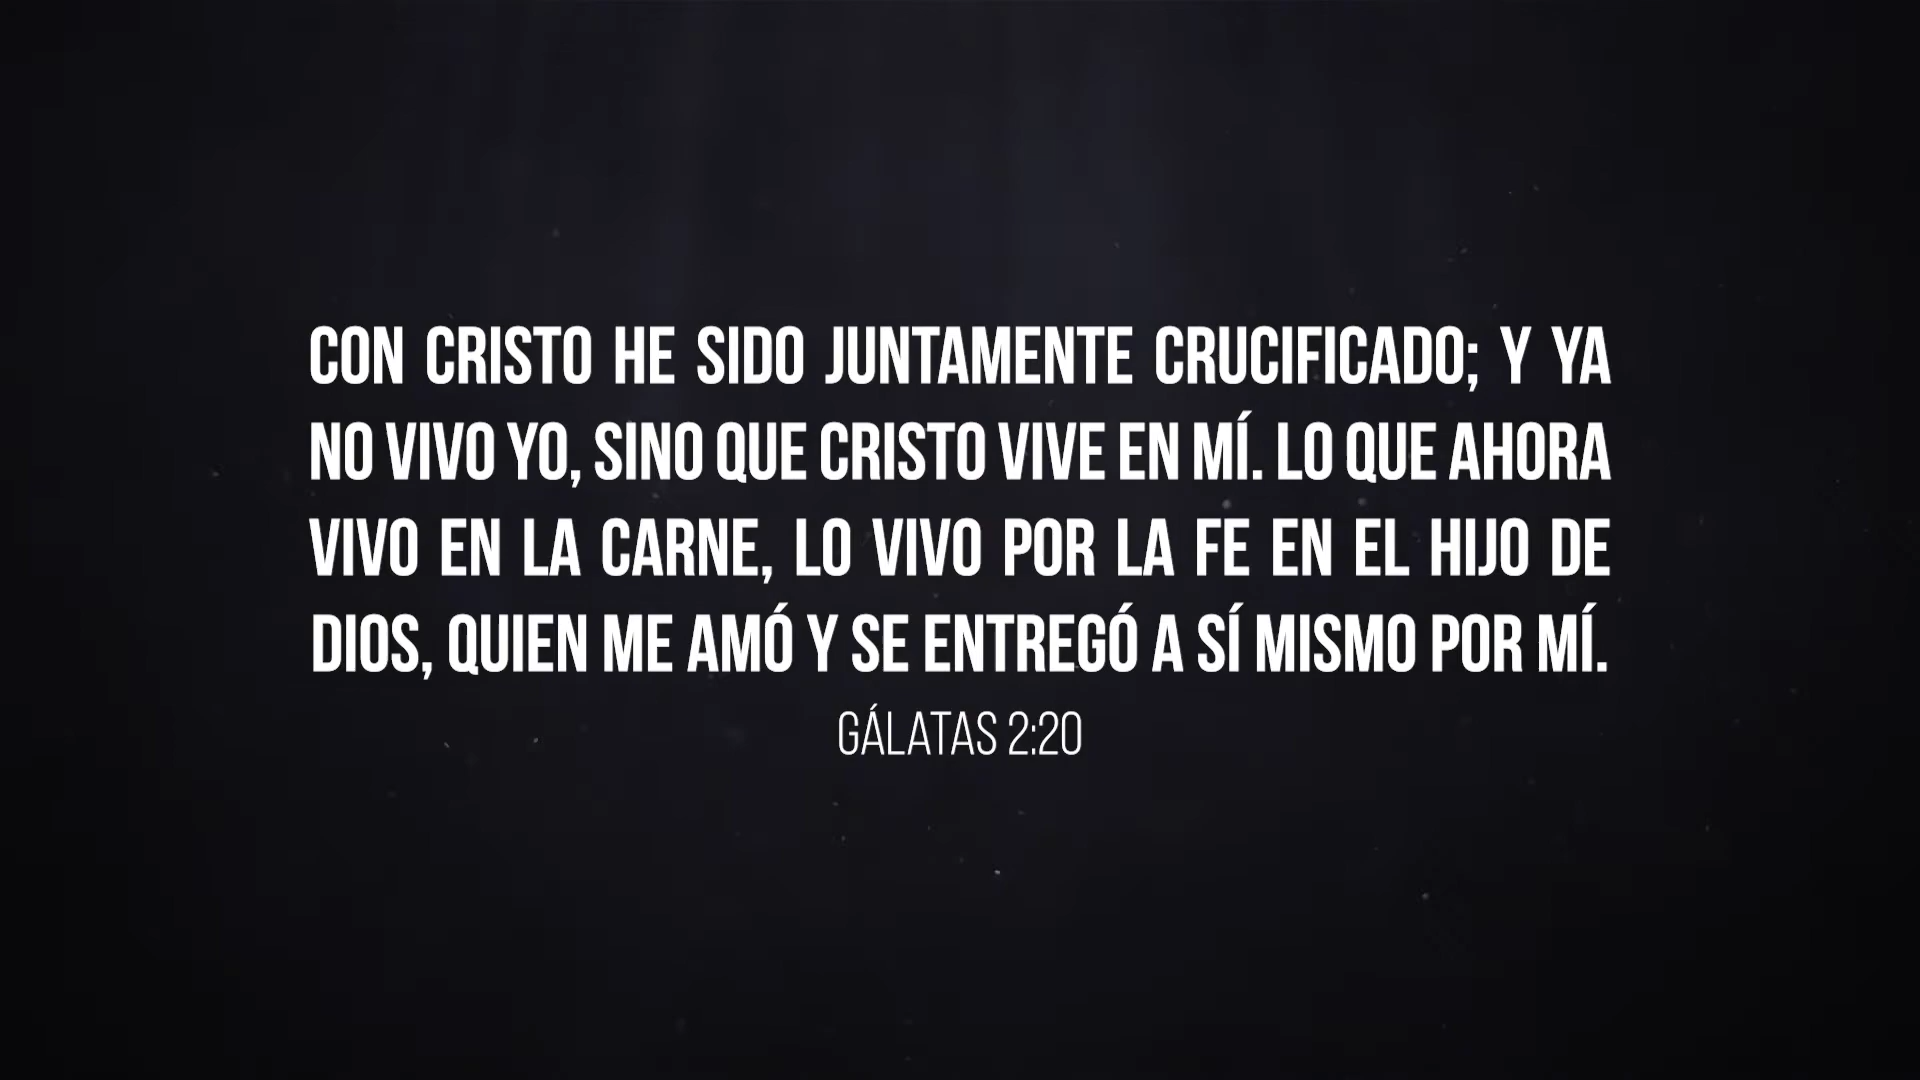 CON CRISTO HE SIDO JUNTAMENTE CRUCIFICADO; Y YA
NO VIVO YO, SINO QUE CRISTO VIVE EN MÍ. LO QUE AHORA
VIVO EN LA CARNE, LO VIVO POR LA FE EN EL HIJO DE
DIOS, QUIEN ME AMÓ Y SE ENTREGÓ A SÍ MISMO POR MÍ.
GÁLATAS 2:20